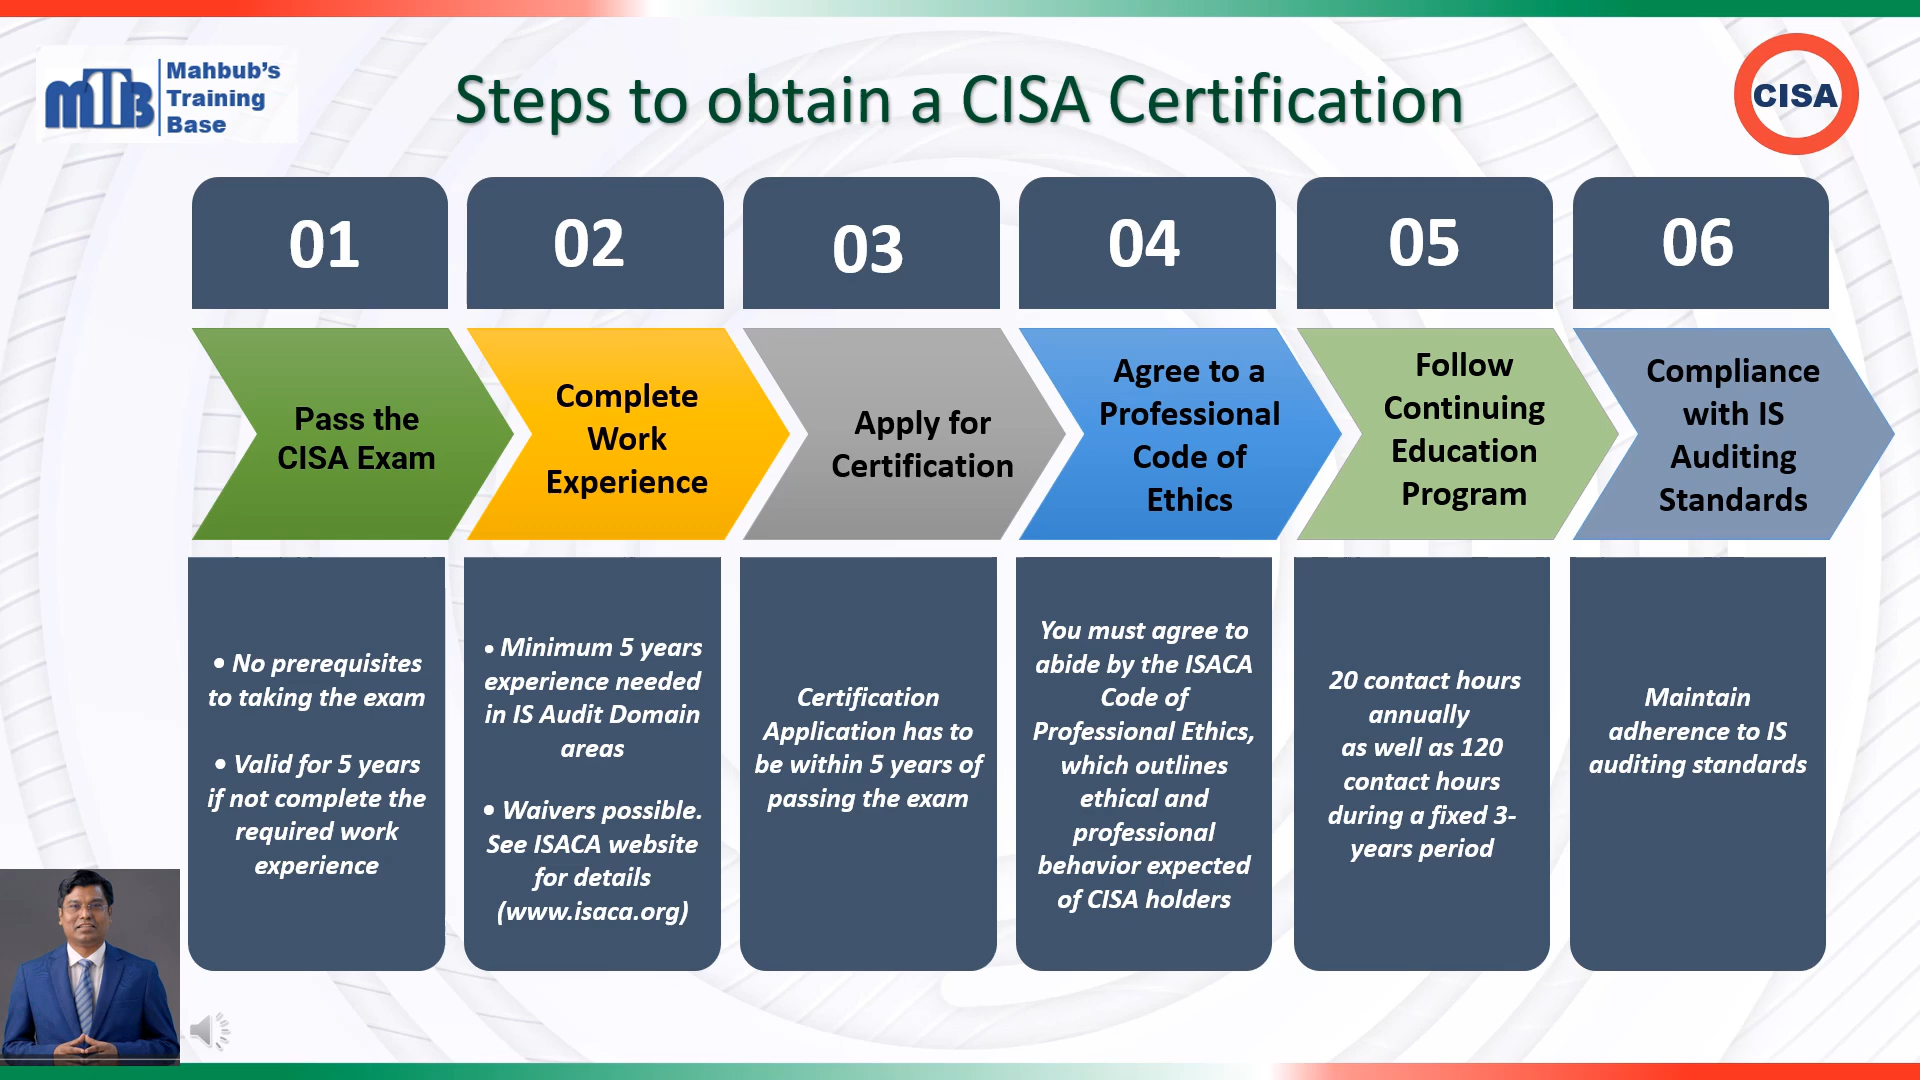 mTB
Mahbub's
Training
Base
Steps to obtain a CISA Certification
CISA
01
02
03
04
05
06
Pass the
CISA Exam
Complete
Work
Experience
Apply for
Certification
Agree to a
Professional
Code of
Ethics
Follow
Continuing
Education
Program
Compliance
with IS
Auditing
Standards
• No prerequisites
to taking the exam
• Valid for 5 years
if not complete the
required work
experience
• Minimum 5 years
experience needed
in IS Audit Domain
areas
• Waivers possible.
See ISACA website
for details
(www.isaca.org)
Certification
Application has to
be within 5 years of
passing the exam
You must agree to
abide by the ISACA
Code of
Professional Ethics,
which outlines
ethical and
professional
behavior expected
of CISA holders
20 contact hours
annually
as well as 120
contact hours
during a fixed 3-
years period
Maintain
adherence to IS
auditing standards